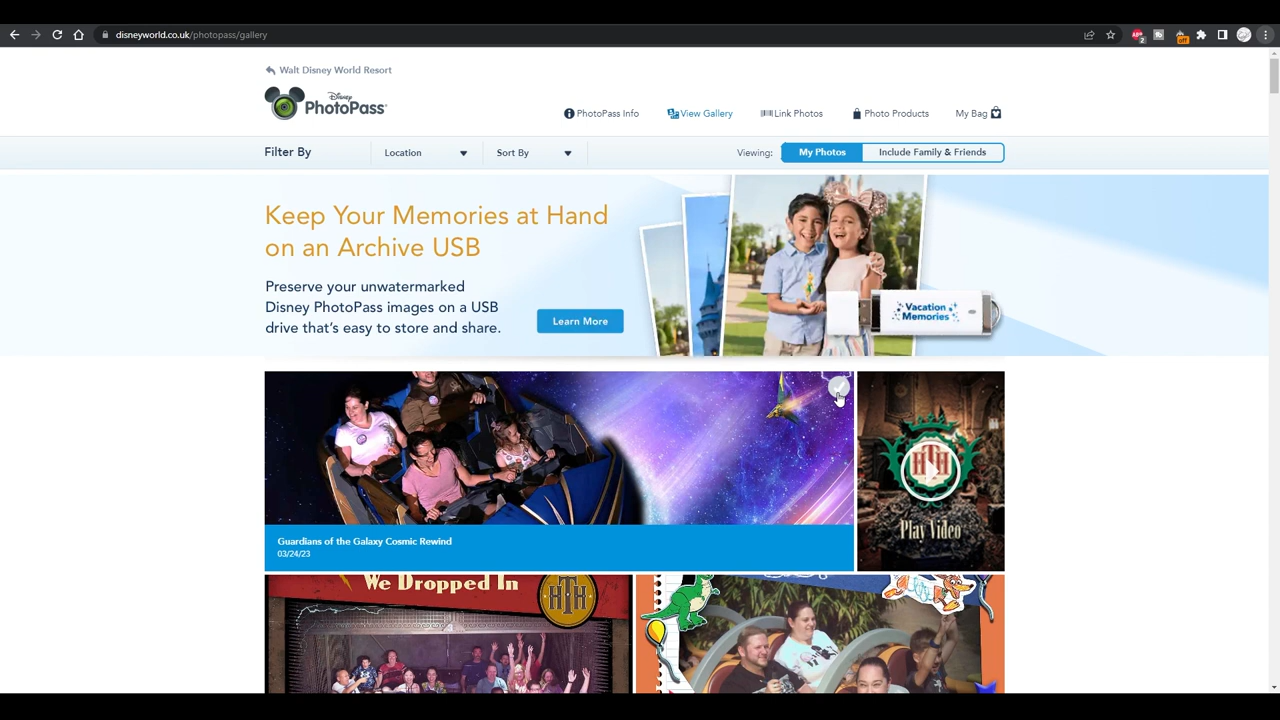 disneyworld.co.uk/photopass/gallery
ABP
2
off
Walt Disney World Resort
Disney
PhotoPass
PhotoPass Info
View Gallery
Link Photos
Photo Products
My Bag
Filter By
Location
Sort By
Viewing:
My Photos
Include Family & Friends
Keep Your Memories at Hand
on an Archive USB
Preserve your unwatermarked
Disney PhotoPass images on a USB
drive that's easy to store and share.
Learn More
Vacation
Memories
HTH
Play Video
Guardians of the Galaxy Cosmic Rewind
03/24/23
We Dropped In
HTH